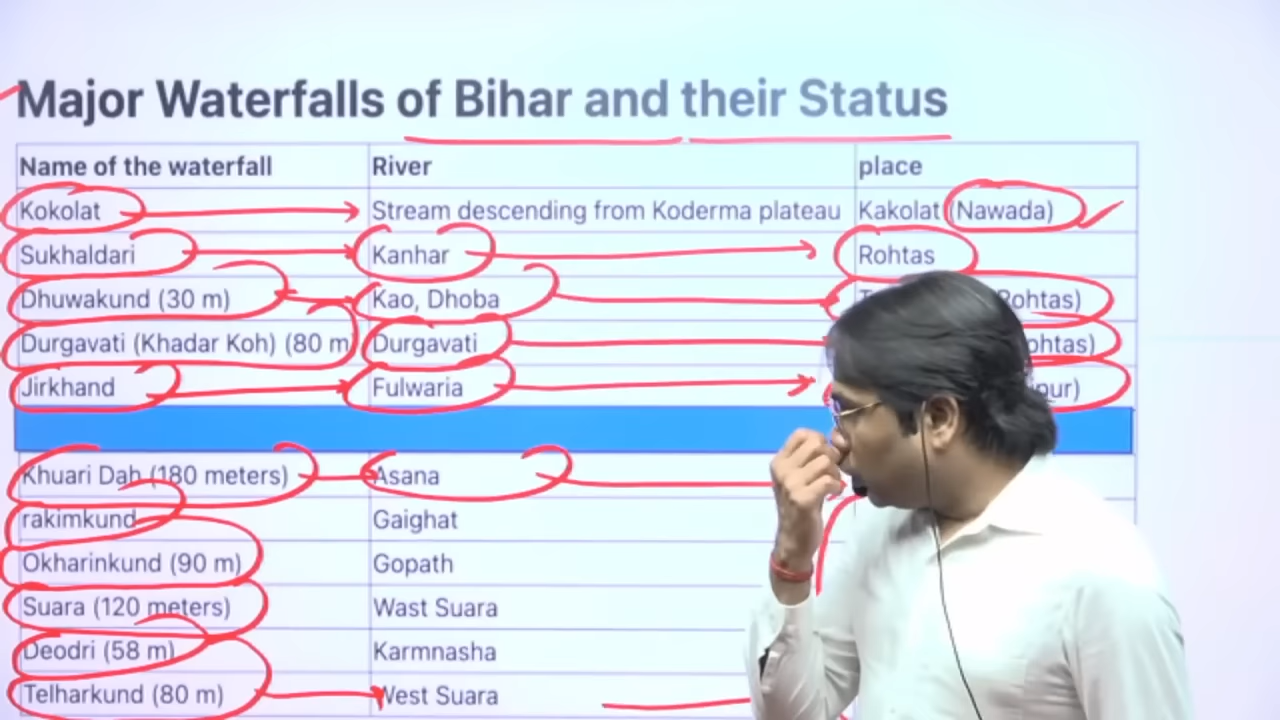 Major Waterfalls of Bihar and their Status
Name of the waterfall River place
Kokolat Stream descending from Koderma plateau Kakolat (Nawada)
Sukhaldari Kanhar Rohtas
Dhuwakund (30 m) Kao, Dhoba
Durgavati (Khadar Koh) (80 m Durgavati
Jirkhand Fulwaria
Khuari Dah (180 meters) Asana
rakimkund Gaighat
Okharinkund (90 m) Gopath
Suara (120 meters) Wast Suara
Deodri (58 m) Karmnasha
Telharkund (80 m) West Suara